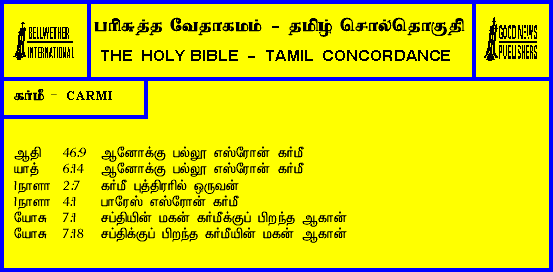 BELLWETHER
INTERNATIONAL
பரிசுத்த வேதாகமம் - தமிழ் சொல்தொகுதி
THE HOLY BIBLE - TAMIL CONCORDANCE
GOOD NEWS
PUBLISHERS
கர்மீ - CARMI
ஆதி 46:9 ஆனோக்கு பல்லூ எஸ்ரோன் கர்மீ
யாத் 6:14 ஆனோக்கு பல்லூ எஸ்ரோன் கர்மீ
1நாளா 2:7 கர்மீ புத்திரரில் ஒருவன்
1நாளா 4:1 பாரேஸ் எஸ்ரோன் கர்மீ
யோசு 7:1 சப்தியின் மகன் கர்மீக்குப் பிறந்த ஆகான்
யோசு 7:18 சப்திக்குப் பிறந்த கர்மீயின் மகன் ஆகான்